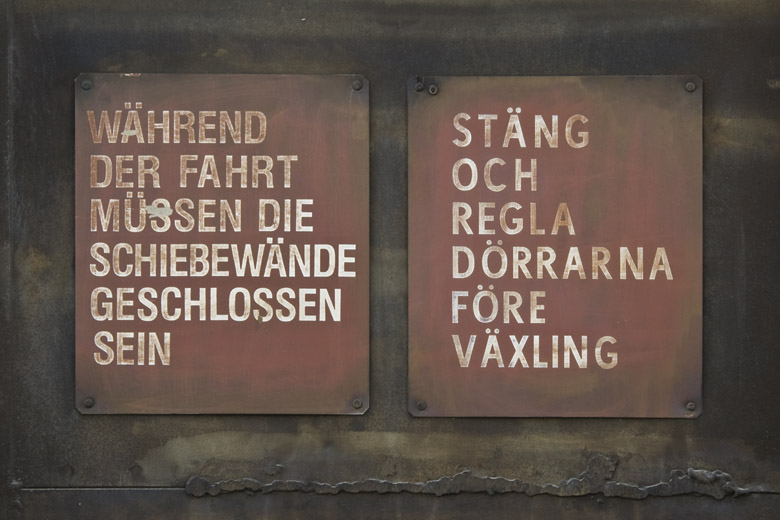 WÄHREND
DER FAHRT
MÜSSEN DIE
SCHIEBEWÄNDE
GESCHLOSSEN
SEIN
STÄNG
OCH
REGLA
DÖRRARNA
FÖRE
VÄXLING